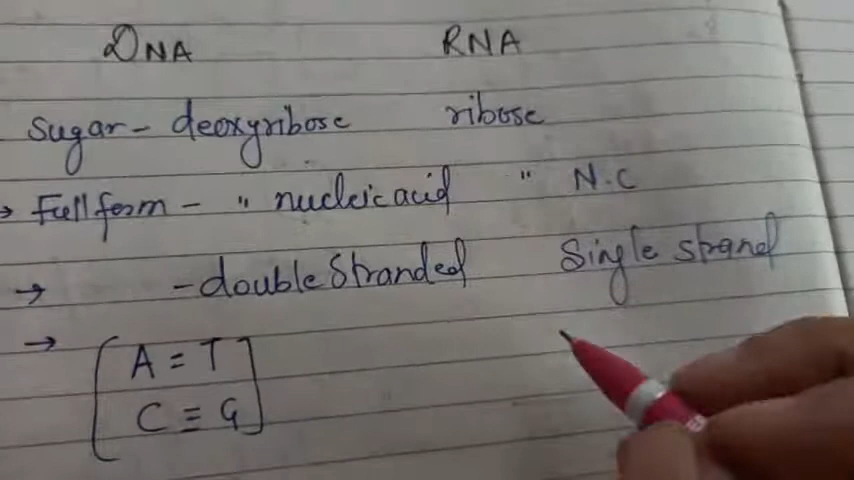 DNA RNA
Sugar - deoxyribose ribose
→ Full form - " nucleic acid " N.C
→ - double Stranded Single strand
→ A = T
C ≡ G